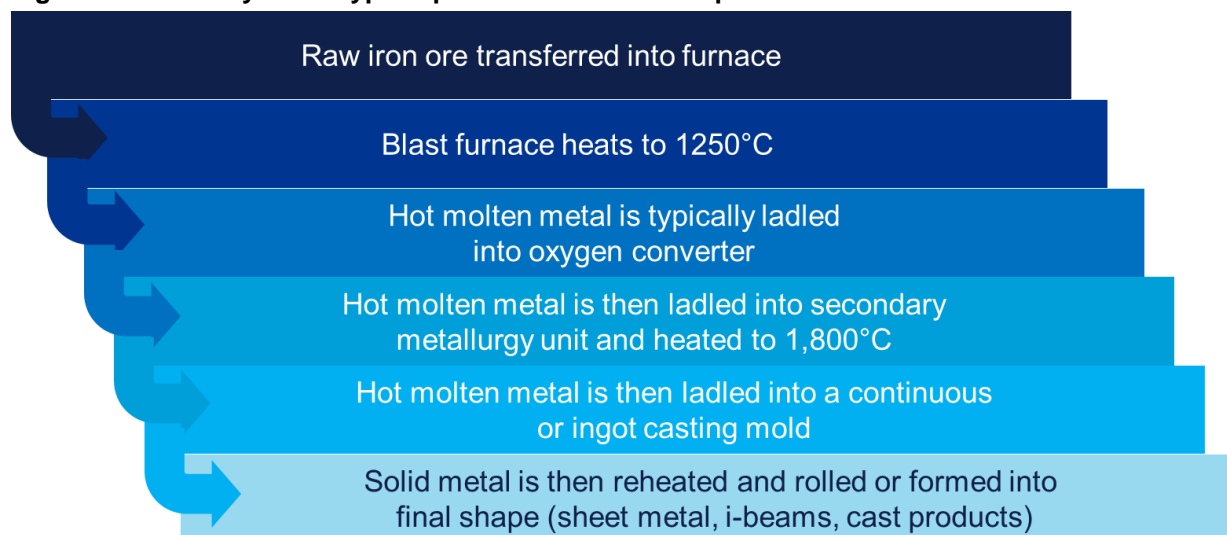 Raw iron ore transferred into furnace
Blast furnace heats to 1250°C
Hot molten metal is typically ladled
into oxygen converter
Hot molten metal is then ladled into secondary
metallurgy unit and heated to 1,800°C
Hot molten metal is then ladled into a continuous
or ingot casting mold
Solid metal is then reheated and rolled or formed into
final shape (sheet metal, i-beams, cast products)